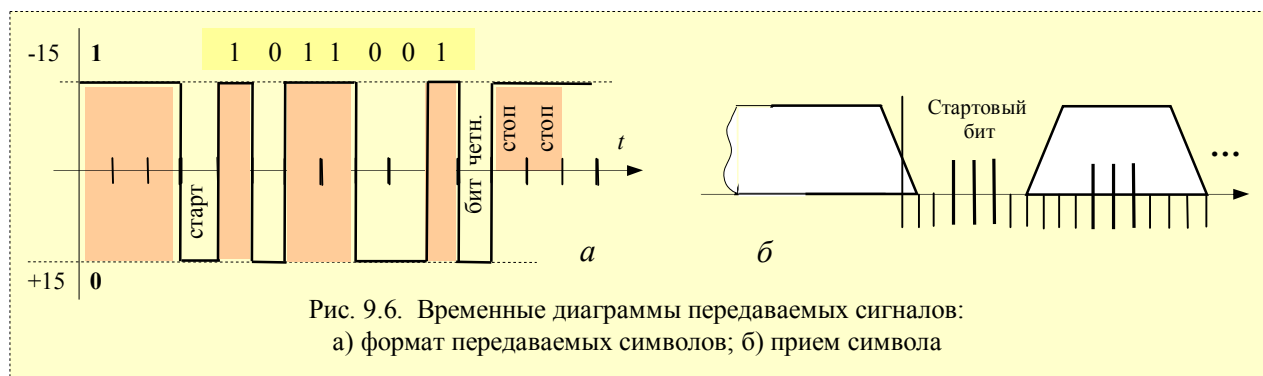 -15 1 1 0 1 1 0 0 1
старт
бит четн.
стоп
стоп
t
+15 0
а
Стартовый
бит
...
б
Рис. 9.6. Временные диаграммы передаваемых сигналов:
а) формат передаваемых символов; б) прием символа